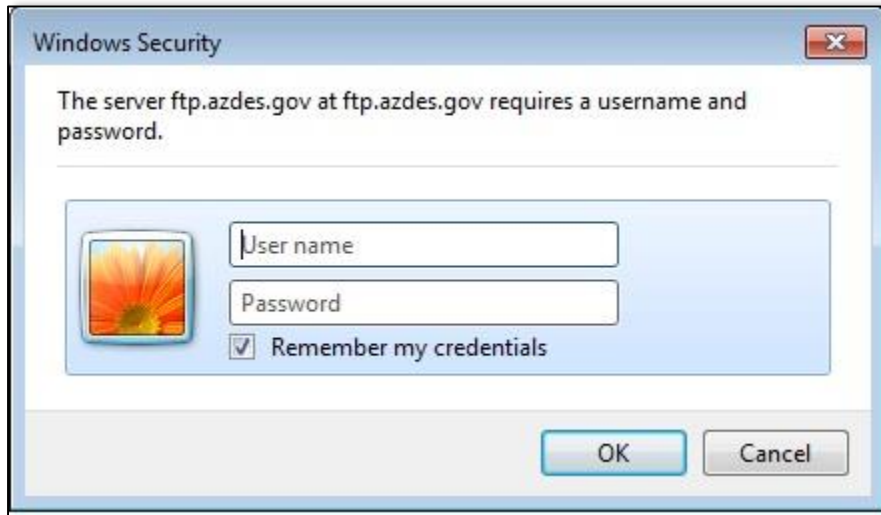 Windows Security
The server ftp.azdes.gov at ftp.azdes.gov requires a username and
password.
User name
Password
Remember my credentials
OK
Cancel